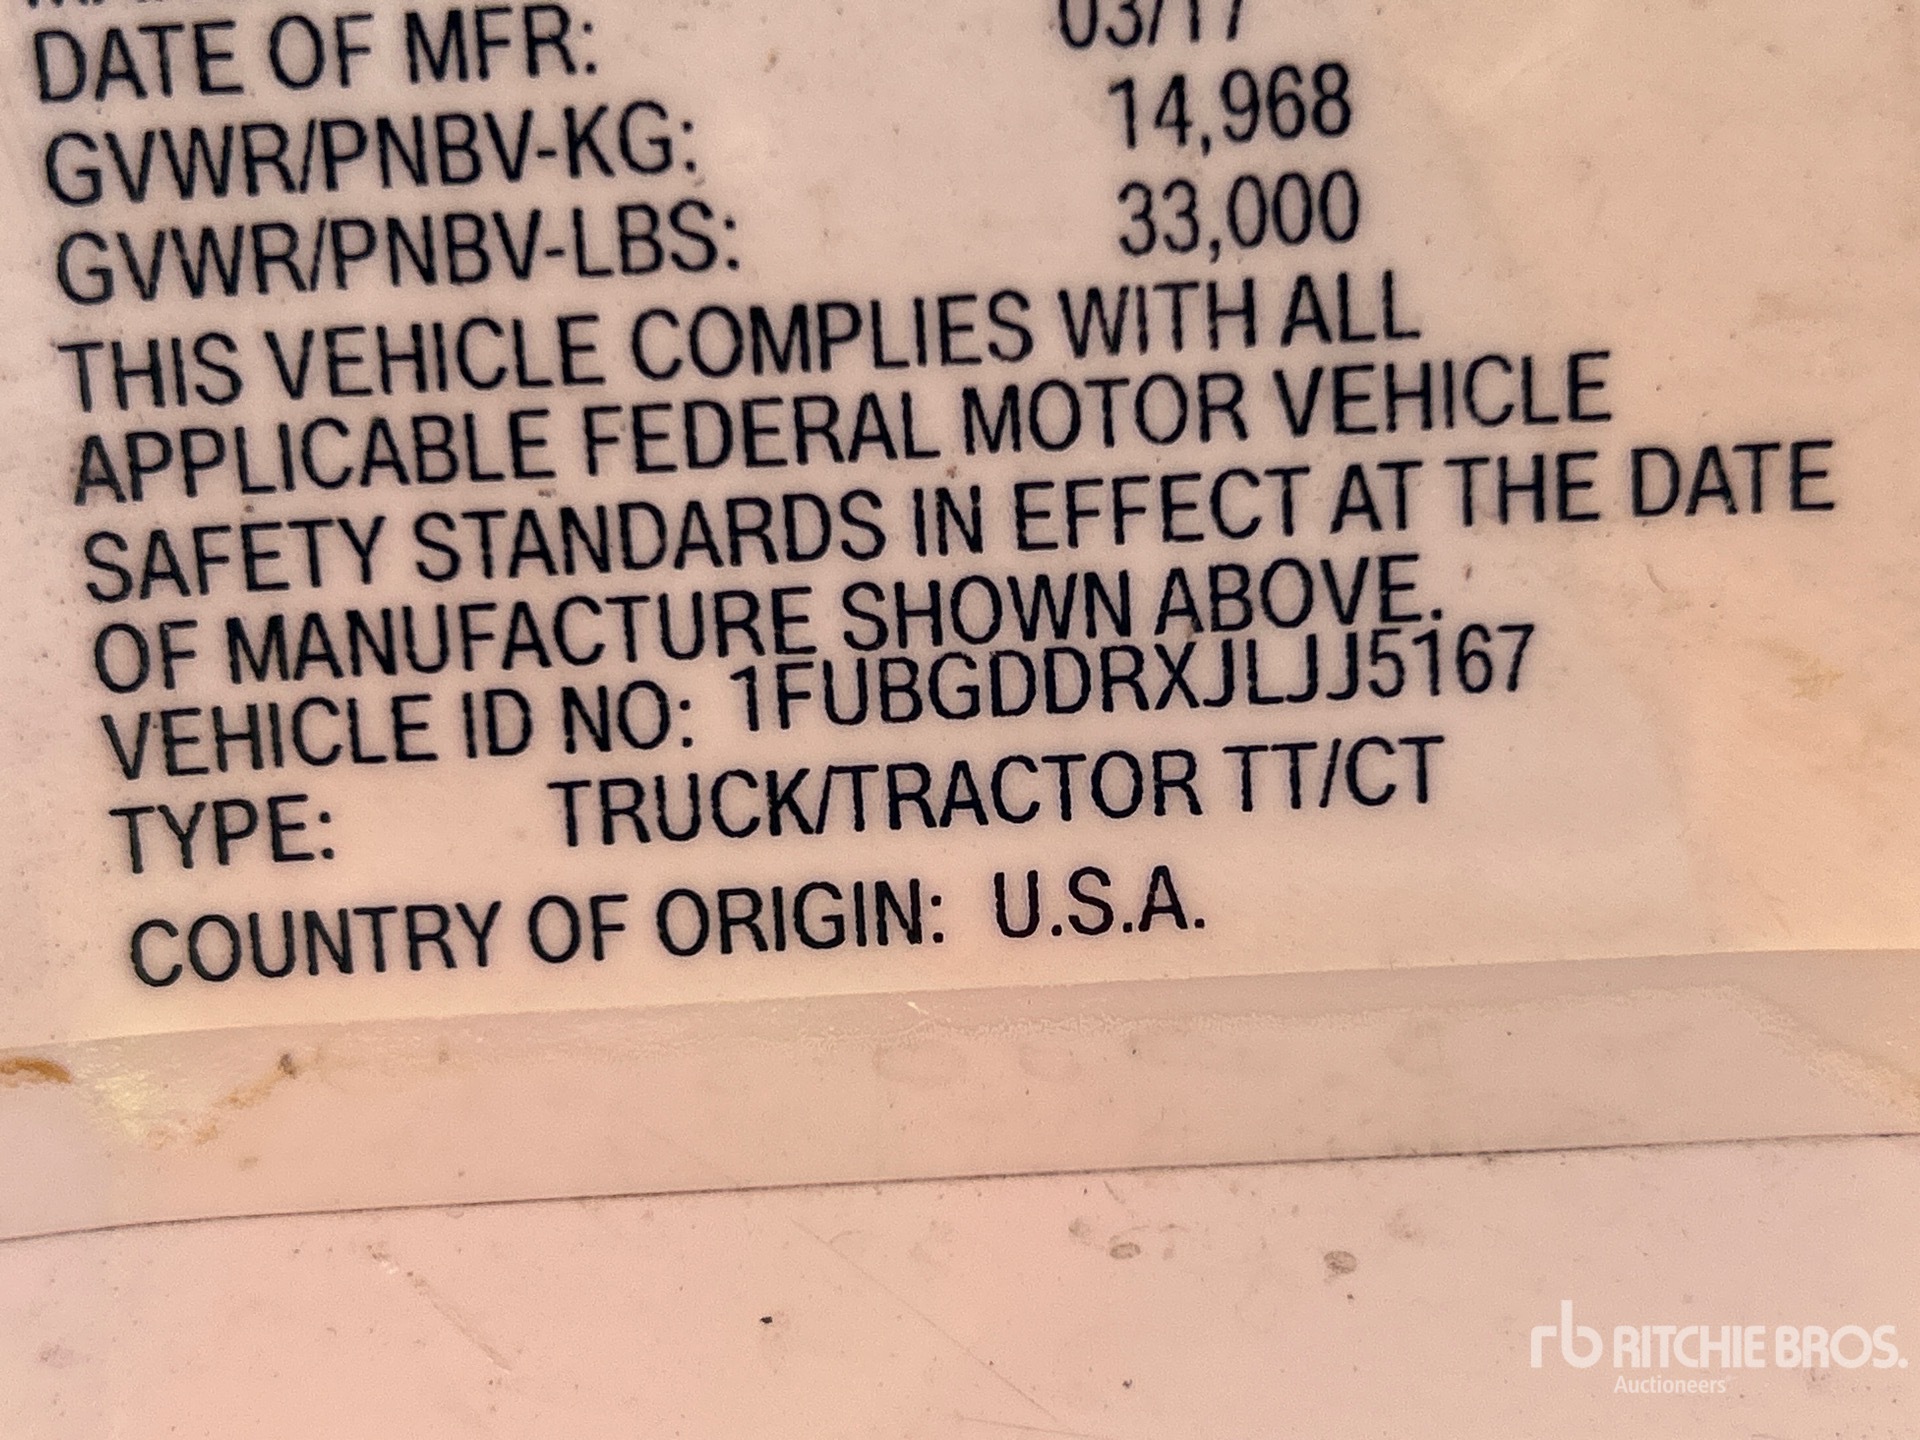 DATE OF MFR: 03/17
GVWR/PNBV-KG: 14,968
GVWR/PNBV-LBS: 33,000
THIS VEHICLE COMPLIES WITH ALL
APPLICABLE FEDERAL MOTOR VEHICLE
SAFETY STANDARDS IN EFFECT AT THE DATE
OF MANUFACTURE SHOWN ABOVE.
VEHICLE ID NO: 1FUBGDDRXJLJJ5167
TYPE: TRUCK/TRACTOR TT/CT
COUNTRY OF ORIGIN: U.S.A.
rb RITCHIE BROS.
Auctioneers